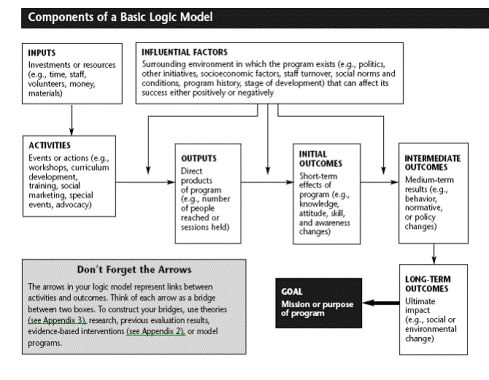 Components of a Basic Logic Model
INPUTS
Investments or resources
(e.g., time, staff,
volunteers, money,
materials)
INFLUENTIAL FACTORS
Surrounding environment in which the program exists (e.g., politics,
other initiatives, socioeconomic factors, staff turnover, social norms and
conditions, program history, stage of development) that can affect its
success either positively or negatively
ACTIVITIES
Events or actions (e.g.,
workshops, curriculum
development,
training, social
marketing, special
events, advocacy)
OUTPUTS
Direct
products
of program
(e.g., number
of people
reached or
sessions held)
INITIAL
OUTCOMES
Short-term
effects of
program (e.g.,
knowledge,
attitude, skill,
and awareness
changes)
INTERMEDIATE
OUTCOMES
Medium-term
results (e.g.,
behavior,
normative,
or policy
changes)
Don't Forget the Arrows
The arrows in your logic model represent links between
activities and outcomes. Think of each arrow as a bridge
between two boxes. To construct your bridges, use theories
(see Appendix 3), research, previous evaluation results,
evidence-based interventions (see Appendix 2), or model
programs.
GOAL
Mission or purpose
of program
LONG-TERM
OUTCOMES
Ultimate
impact
(e.g., social or
environmental
change)